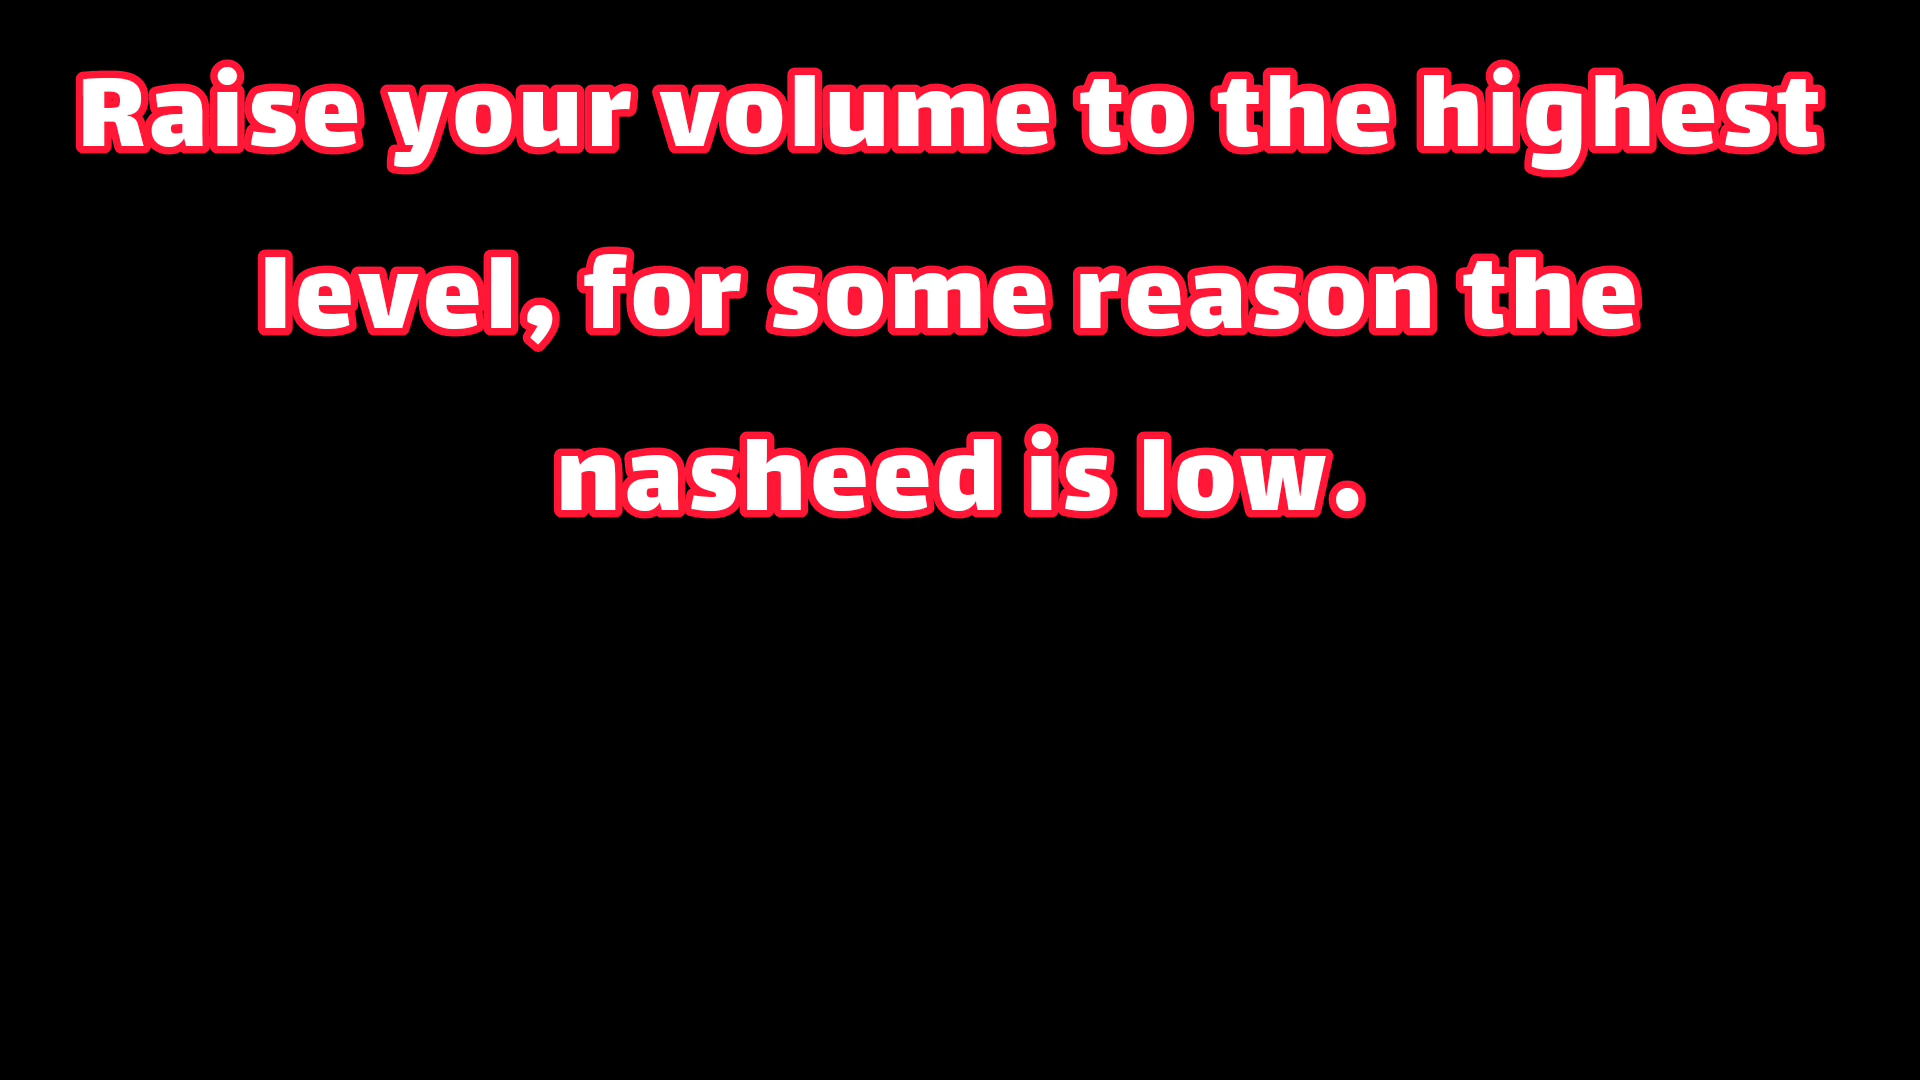 Raise your volume to the highest
level, for some reason the
nasheed is low.